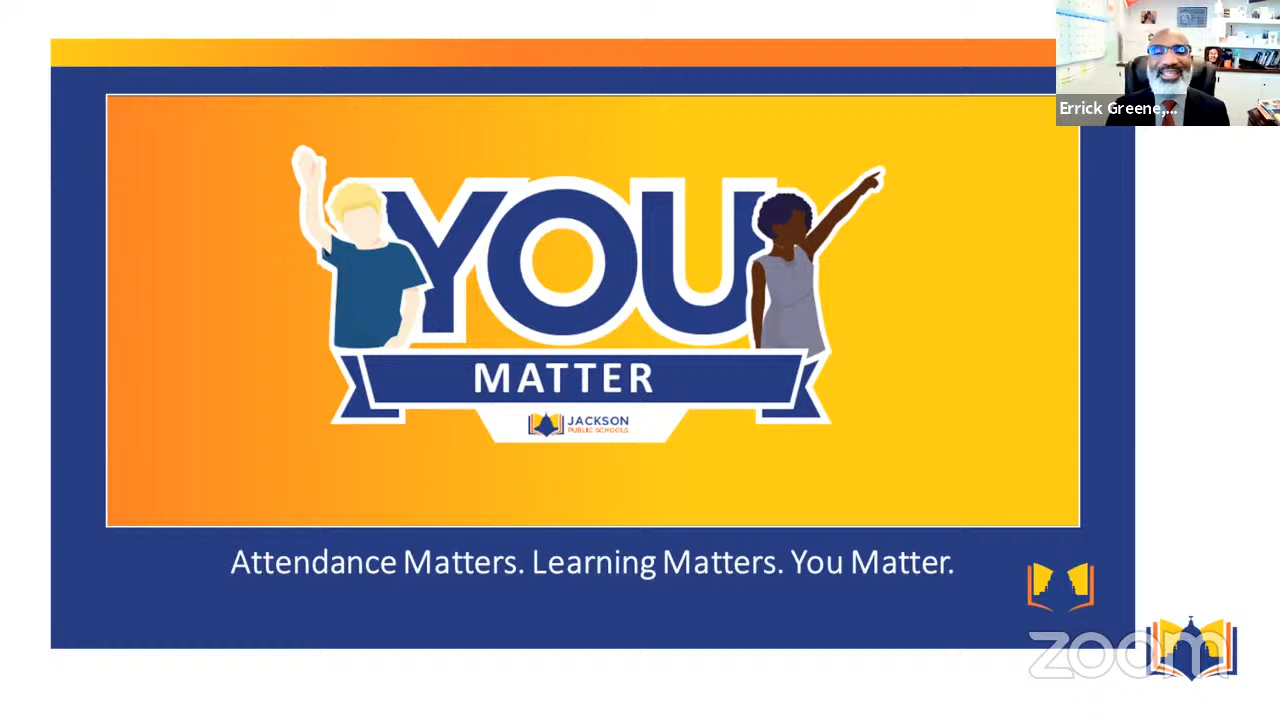 Errick Greene,...
YOU
MATTER
JACKSON
PUBLIC SCHOOLS
Attendance Matters. Learning Matters. You Matter.
zoom